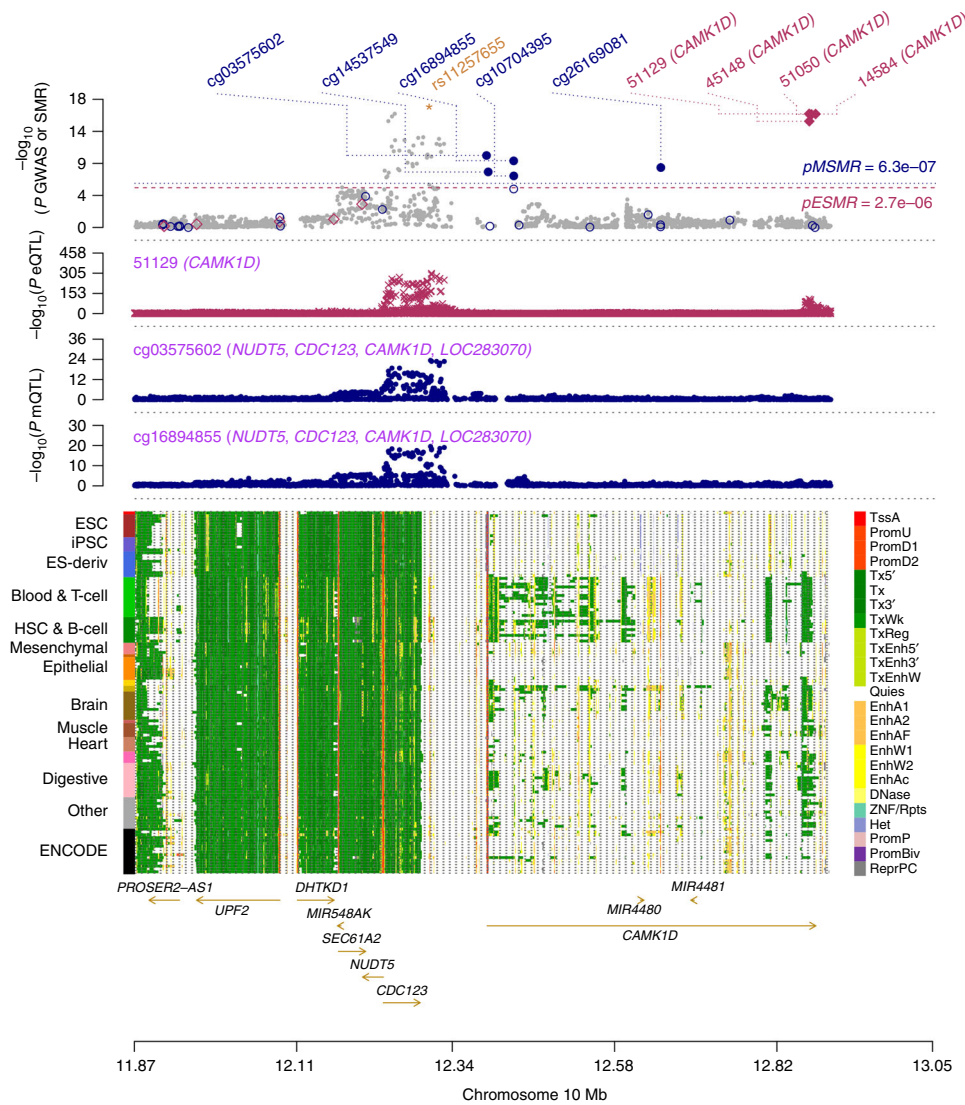 cg03575602
cg14537549
cg16894855
rs11257655
cg10704395
cg26169081
51129 (CAMK1D)
45148 (CAMK1D)
51050 (CAMK1D)
14584 (CAMK1D)
−log10
(P GWAS or SMR)
18
14
9
4
0
*
pMSMR = 6.3e−07
pESMR = 2.7e−06
−log10(P eQTL)
458
305
153
0
51129 (CAMK1D)
−log10(P mQTL)
36
24
12
0
cg03575602 (NUDT5, CDC123, CAMK1D, LOC283070)
30
20
10
0
cg16894855 (NUDT5, CDC123, CAMK1D, LOC283070)
ESC
iPSC
ES-deriv
Blood & T-cell
HSC & B-cell
Mesenchymal
Epithelial
Brain
Muscle
Heart
Digestive
Other
ENCODE
TssA
PromU
PromD1
PromD2
Tx5′
Tx
Tx3′
TxWk
TxReg
TxEnh5′
TxEnh3′
TxEnhW
Quies
EnhA1
EnhA2
EnhAF
EnhW1
EnhW2
EnhAc
DNase
ZNF/Rpts
Het
PromP
PromBiv
ReprPC
PROSER2−AS1
DHTKD1
MIR4481
UPF2
MIR548AK
MIR4480
SEC61A2
CAMK1D
NUDT5
CDC123
11.87
12.11
12.34
12.58
12.82
13.05
Chromosome 10 Mb